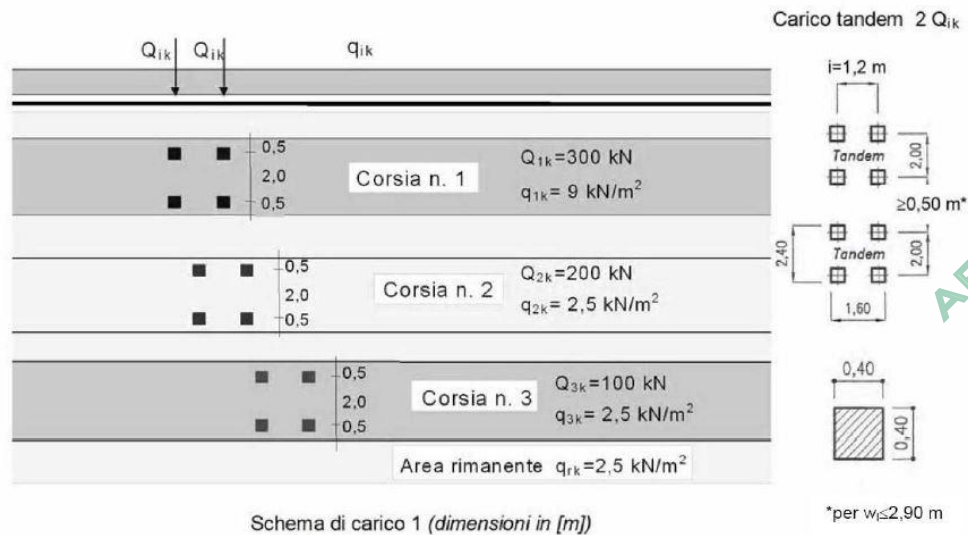 Carico tandem 2 Qik
Qik Qik qik
i=1,2 m
0,5
2,0
0,5
Corsia n. 1
Q1k=300 kN
q1k= 9 kN/m²
Tandem
2,00
≥0,50 m*
0,5
2,0
0,5
Corsia n. 2
Q2k=200 kN
q2k= 2,5 kN/m²
2,40
Tandem
2,00
1,60
0,5
2,0
0,5
Corsia n. 3
Q3k=100 kN
q3k= 2,5 kN/m²
0,40
0,40
Area rimanente qrk=2,5 kN/m²
Schema di carico 1 (dimensioni in [m])
*per wl≤2,90 m